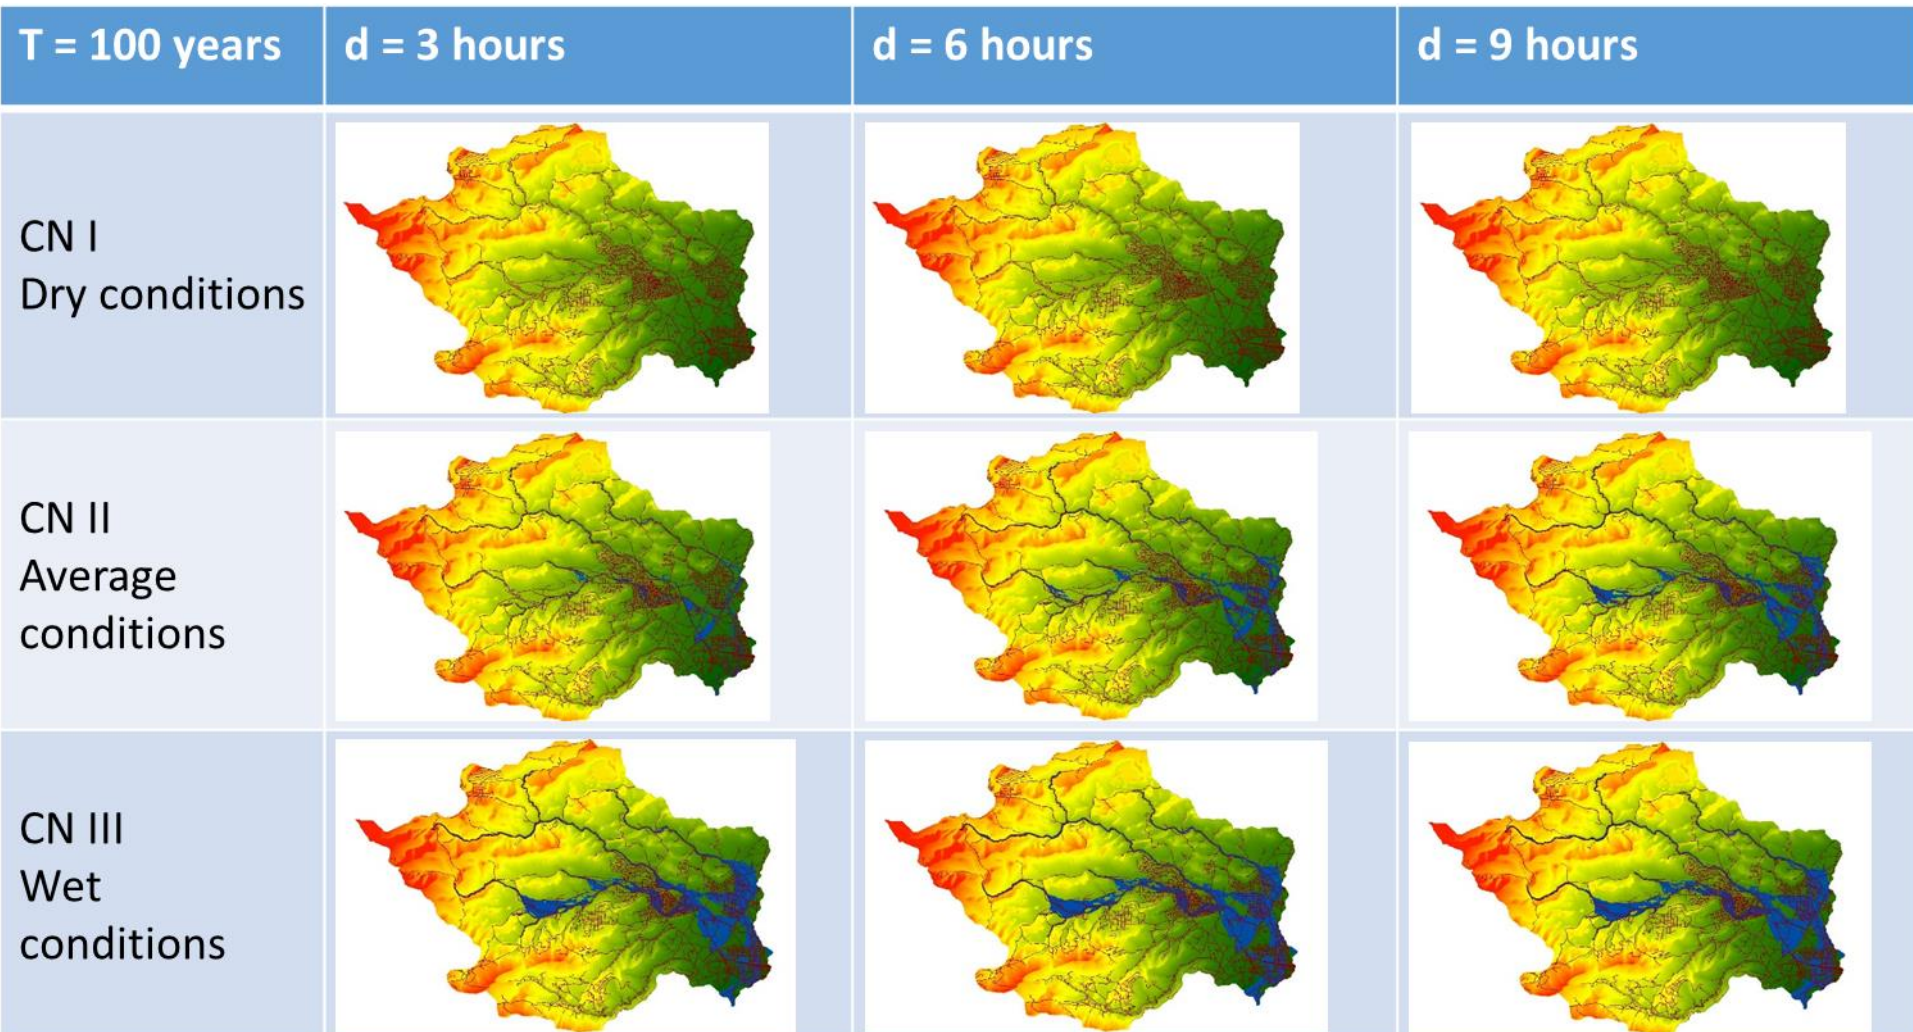 T = 100 years
d = 3 hours
d = 6 hours
d = 9 hours
CN I
Dry conditions
CN II
Average
conditions
CN III
Wet
conditions